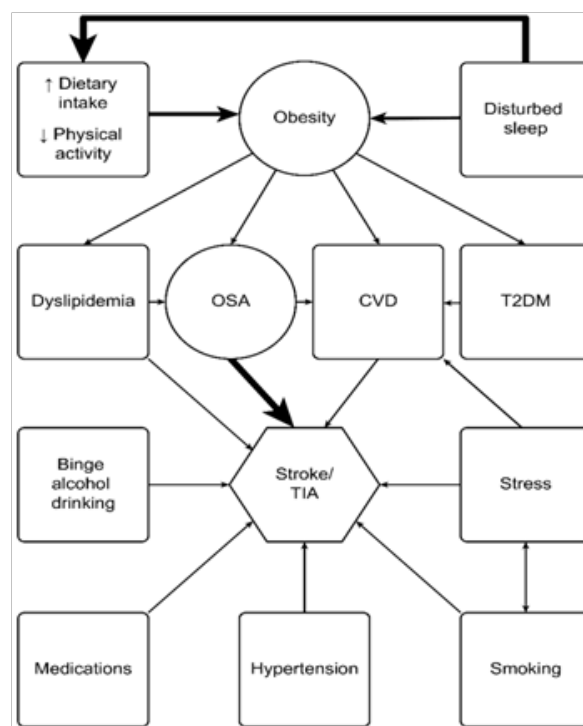 ↑ Dietary
intake
↓ Physical
activity
Obesity
Disturbed
sleep
Dyslipidemia
OSA
CVD
T2DM
Binge
alcohol
drinking
Stroke/
TIA
Stress
Medications
Hypertension
Smoking